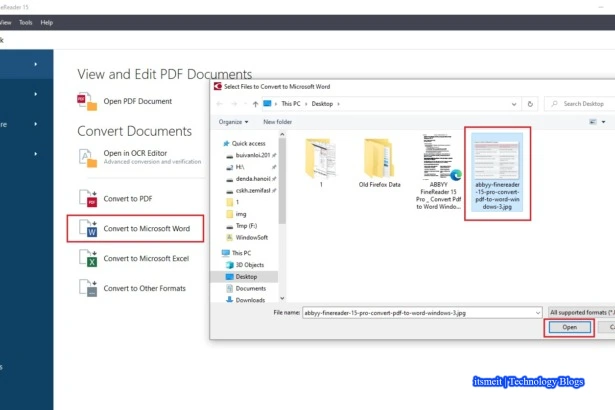 eReader 15
View Tools Help
k
View and Edit PDF Documents
Open PDF Document
Convert Documents
Open in OCR Editor
Advanced conversion and verification
Convert to PDF
Convert to Microsoft Word
Convert to Microsoft Excel
Convert to Other Formats
Select Files to Convert to Microsoft Word
This PC › Desktop ›
Search Desktop
Organize
New folder
Quick access
buivanloi.201
H:\
denda.hanoi
cskh.zemifast
1
img
Tmp (F:)
WindowSoft
This PC
3D Objects
Desktop
Documents
Downloads
1
Old Firefox Data
ABBYY
FineReader 15
Pro _ Convert Pdf
to Word Windo...
abbyy-finereader
-15-pro-convert-
pdf-to-word-win
dows-3.jpg
File name:
abbyy-finereader-15-pro-convert-pdf-to-word-windows-3.jpg
All supported formats (*.
Open
itsmeit | Technology Blogs